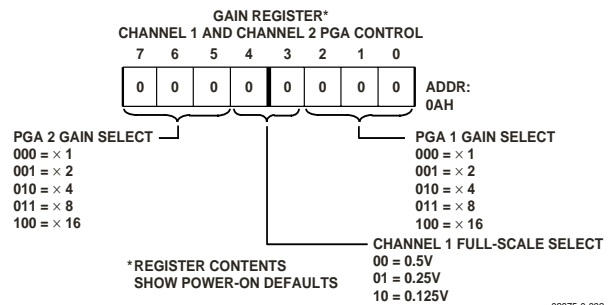 GAIN REGISTER*
CHANNEL 1 AND CHANNEL 2 PGA CONTROL
7 6 5 4 3 2 1 0
0 0 0 0 0 0 0 0 ADDR:
0AH
PGA 2 GAIN SELECT
000 = × 1
001 = × 2
010 = × 4
011 = × 8
100 = × 16
PGA 1 GAIN SELECT
000 = × 1
001 = × 2
010 = × 4
011 = × 8
100 = × 16
CHANNEL 1 FULL-SCALE SELECT
00 = 0.5V
01 = 0.25V
10 = 0.125V
*REGISTER CONTENTS
SHOW POWER-ON DEFAULTS